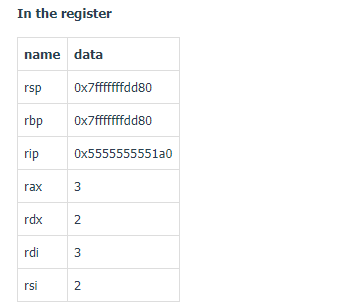 In the register
name data
rsp 0x7fffffffdd80
rbp 0x7fffffffdd80
rip 0x5555555551a0
rax 3
rdx 2
rdi 3
rsi 2